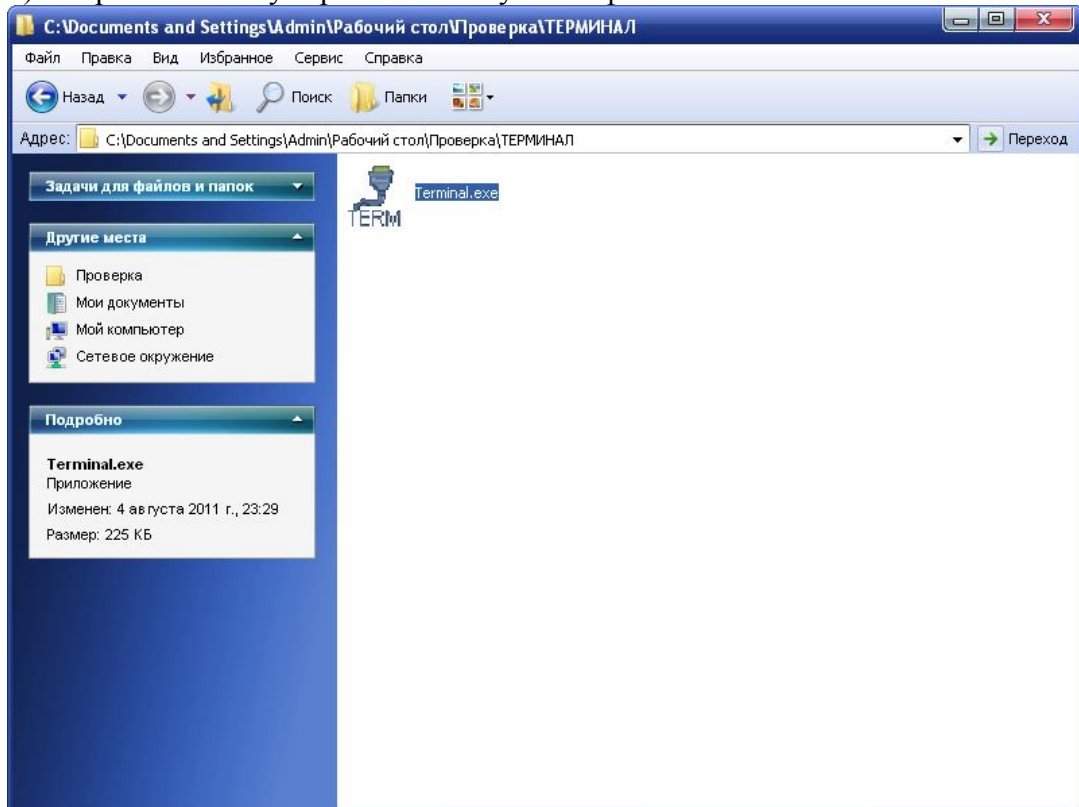 C:\Documents and Settings\Admin\Рабочий стол\Проверка\ТЕРМИНАЛ
Файл Правка Вид Избранное Сервис Справка
Назад Поиск Папки
Адрес: C:\Documents and Settings\Admin\Рабочий стол\Проверка\ТЕРМИНАЛ Переход
Задачи для файлов и папок
Другие места
Проверка
Мои документы
Мой компьютер
Сетевое окружение
Подробно
Terminal.exe
Приложение
Изменен: 4 августа 2011 г., 23:29
Размер: 225 КБ
TERM
Terminal.exe